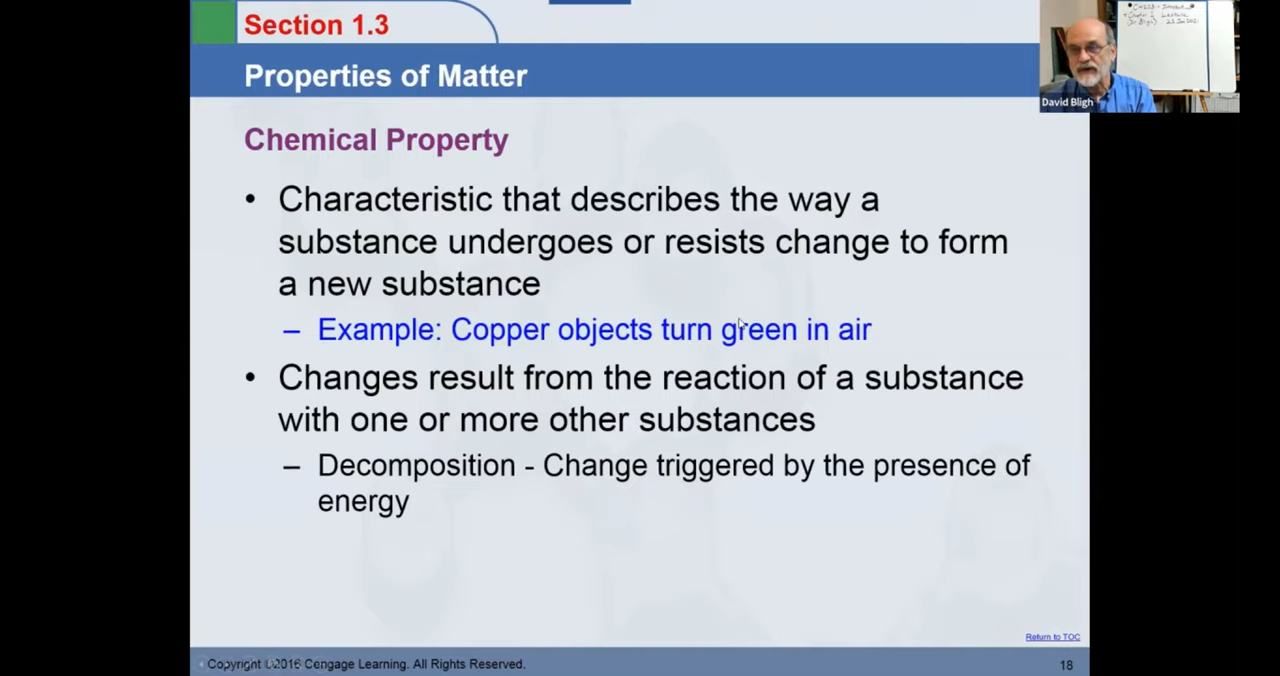 Section 1.3
Properties of Matter
David Bligh
Chemical Property
• Characteristic that describes the way a
substance undergoes or resists change to form
a new substance
– Example: Copper objects turn green in air
• Changes result from the reaction of a substance
with one or more other substances
– Decomposition - Change triggered by the presence of
energy
Return to TOC
Copyright ©2016 Cengage Learning. All Rights Reserved.
18